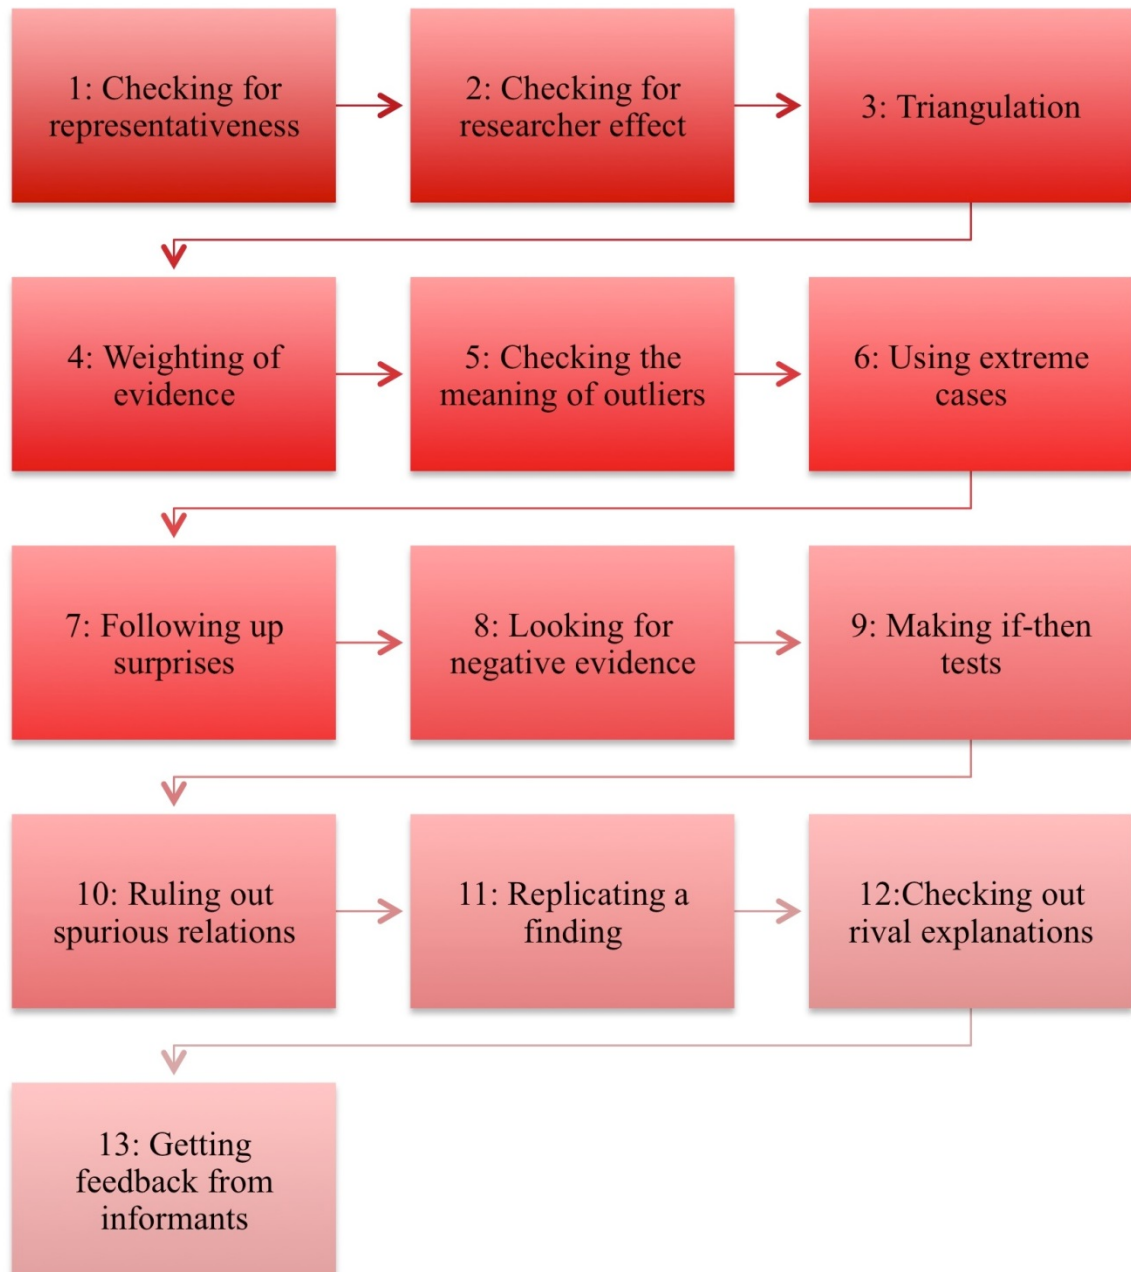 1: Checking for
representativeness
2: Checking for
researcher effect
3: Triangulation
4: Weighting of
evidence
5: Checking the
meaning of outliers
6: Using extreme
cases
7: Following up
surprises
8: Looking for
negative evidence
9: Making if-then
tests
10: Ruling out
spurious relations
11: Replicating a
finding
12:Checking out
rival explanations
13: Getting
feedback from
informants